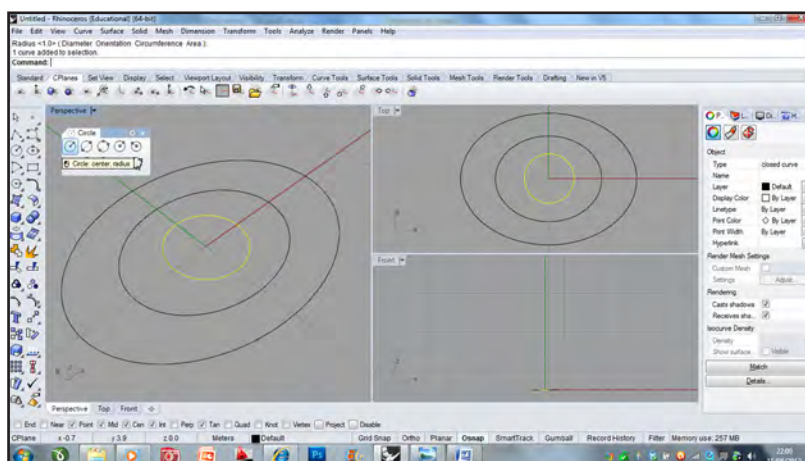 Untitled - Rhinoceros (Educational) (64-bit)
File Edit View Curve Surface Solid Mesh Dimension Transform Tools Analyze Render Panels Help
Radius <1.0> ( Diameter Orientation Circumference Area ):
1 curve added to selection.
Command:
Standard CPlanes Set View Display Select Viewport Layout Visibility Transform Curve Tools Surface Tools Solid Tools Mesh Tools Render Tools Drafting New in V5
Perspective
Circle
Circle: center, radius
Top
Front
P...
L...
Di...
H...
Object
Type closed curve
Name
Layer Default
Display Color By Layer
Linetype By Layer
Print Color By Layer
Print Width By Layer
Hyperlink
Render Mesh Settings
Custom Mesh
Settings Adjust...
Rendering
Casts shadows
Receives sha...
Isocurve Density
Density
Show surface... Visible
Match
Details...
Perspective Top Front
End Near Point Mid Cen Int Perp Tan Quad Knot Vertex Project Disable
CPlane x -0.7 y 3.9 z 0.0 Meters Default Grid Snap Ortho Planar Osnap SmartTrack Gumball Record History Filter Memory use: 257 MB
22:00